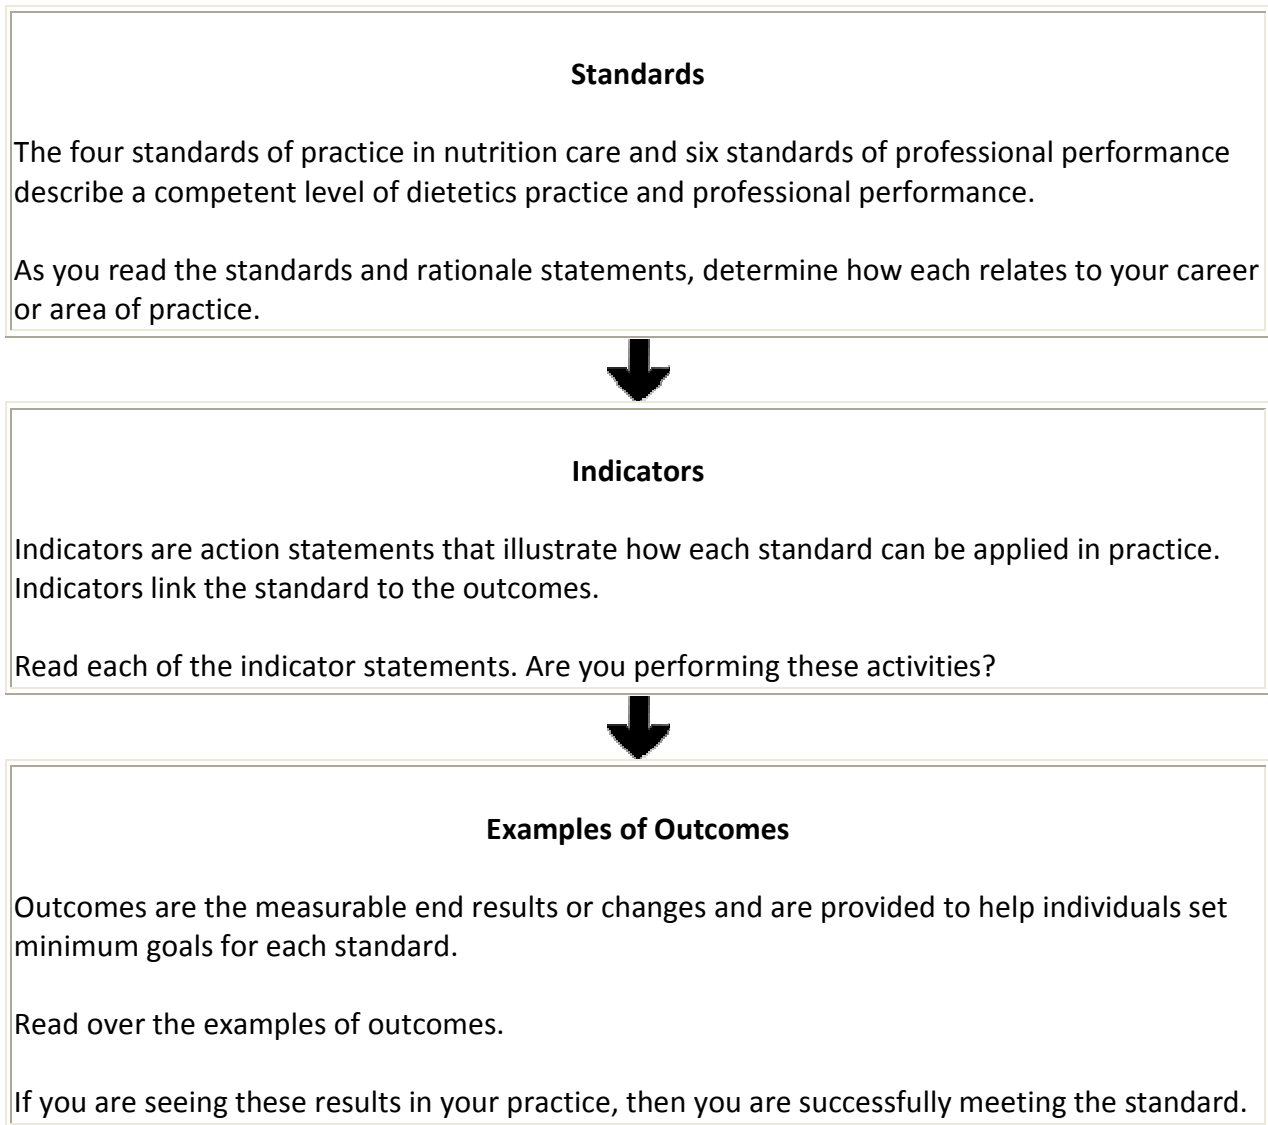 Standards
The four standards of practice in nutrition care and six standards of professional performance
describe a competent level of dietetics practice and professional performance.
As you read the standards and rationale statements, determine how each relates to your career
or area of practice.
Indicators
Indicators are action statements that illustrate how each standard can be applied in practice.
Indicators link the standard to the outcomes.
Read each of the indicator statements. Are you performing these activities?
Examples of Outcomes
Outcomes are the measurable end results or changes and are provided to help individuals set
minimum goals for each standard.
Read over the examples of outcomes.
If you are seeing these results in your practice, then you are successfully meeting the standard.